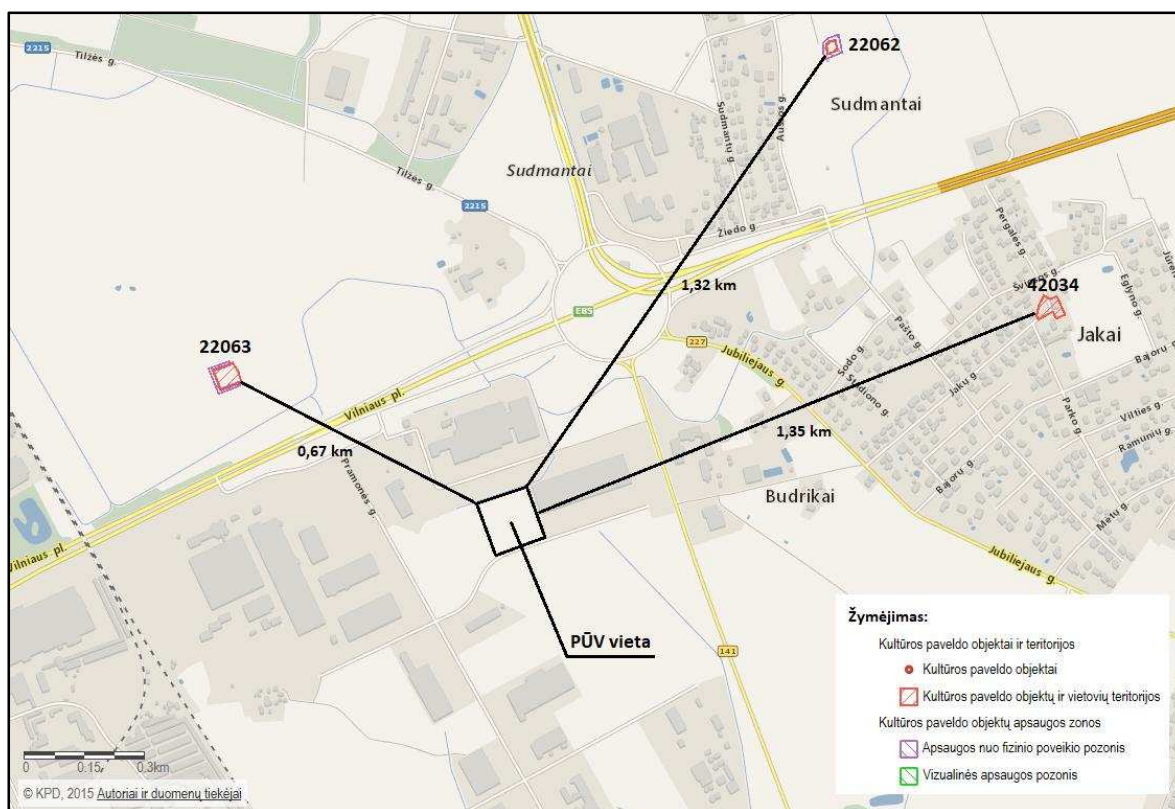 2215
Tilžės g.
22062
Sudmantai
Sudmantų g.
Aušros g.
Tilžės g.
Sudmantai
2215
Žiedo g.
Pergalės g.
1,32 km
E85
42034
Eglyno g.
Jakai
Pašto g.
227
Jubiliejaus g.
Sodo g.
Stadiono g.
Jakų g.
Bajorų g.
22063
Vilniaus pl.
0,67 km
Pramonės g.
1,35 km
Parko g.
Vilties g.
Ramunių g.
Bajorų g.
Budrikai
Metų g.
Vilniaus pl.
Jubiliejaus g.
PŪV vieta
141
Žymėjimas:
Kultūros paveldo objektai ir teritorijos
Kultūros paveldo objektai
Kultūros paveldo objektų ir vietovių teritorijos
Kultūros paveldo objektų apsaugos zonos
Apsaugos nuo fizinio poveikio pozonis
Vizualinės apsaugos pozonis
0 0.15 0.3km
© KPD, 2015 Autoriai ir duomenų tiekėjai